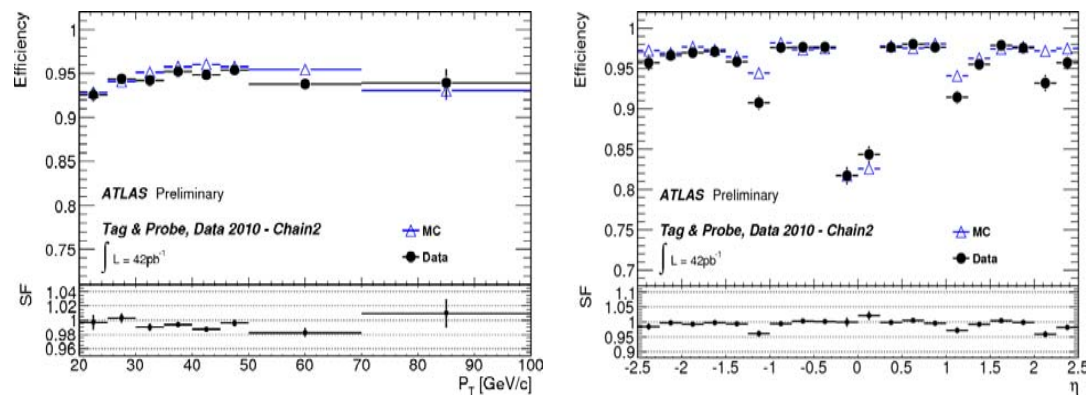 Efficiency
1
0.95
0.9
0.85
0.8
0.75
ATLAS Preliminary
Tag & Probe, Data 2010 - Chain2
∫ L = 42pb⁻¹
MC
Data
SF
1.04
1.02
1
0.98
0.96
20 30 40 50 60 70 80 90 100
P_T [GeV/c]
Efficiency
1
0.95
0.9
0.85
0.8
0.75
0.7
ATLAS Preliminary
Tag & Probe, Data 2010 - Chain2
∫ L = 42pb⁻¹
MC
Data
SF
1.1
1.05
1
0.95
0.9
-2.5 -2 -1.5 -1 -0.5 0 0.5 1 1.5 2 2.5
η